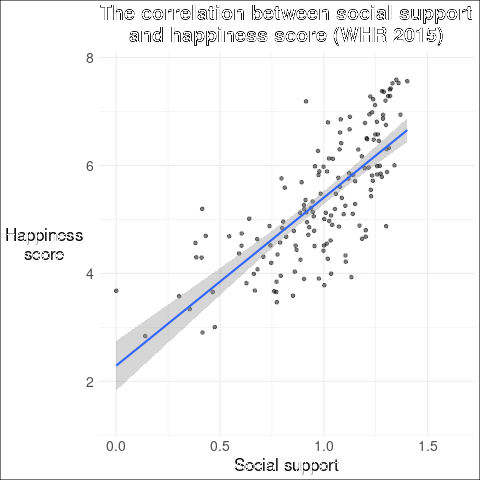 The correlation between social support
and happiness score (WHR 2015)
8
6
4
2
Happiness
score
0.0 0.5 1.0 1.5
Social support